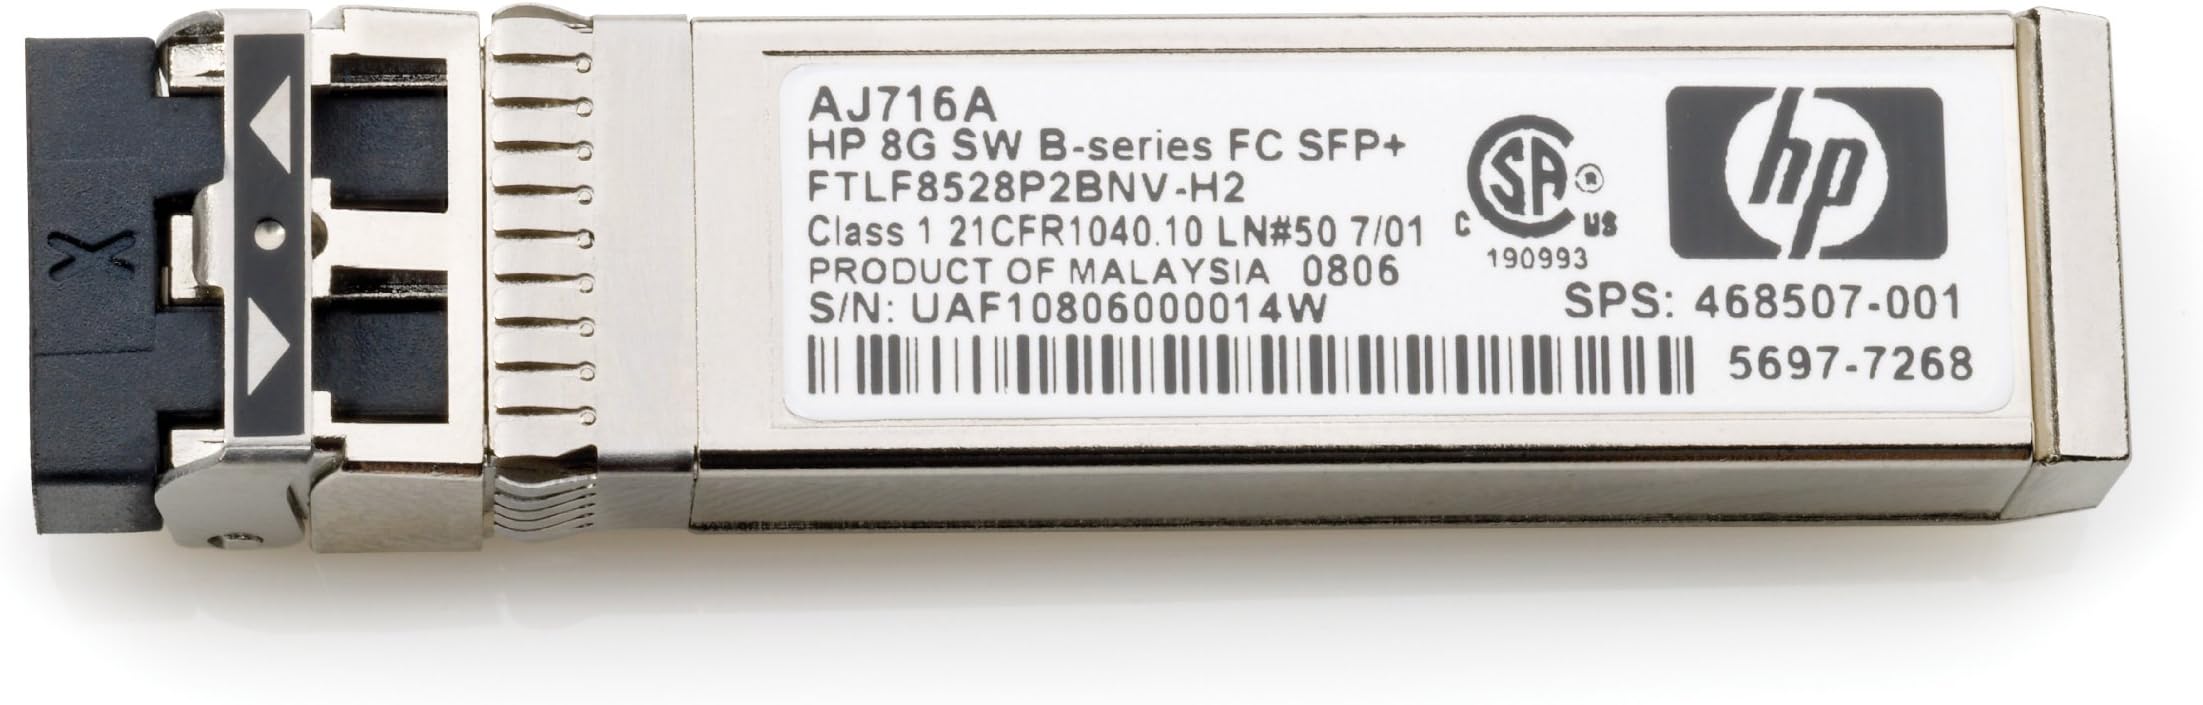 AJ716A
HP 8G SW B-series FC SFP+
FTLF8528P2BNV-H2
Class 1 21CFR1040.10 LN#50 7/01
PRODUCT OF MALAYSIA 0806
S/N: UAF10806000014W
C SA ® US
190993
hp
SPS: 468507-001
5697-7268
X